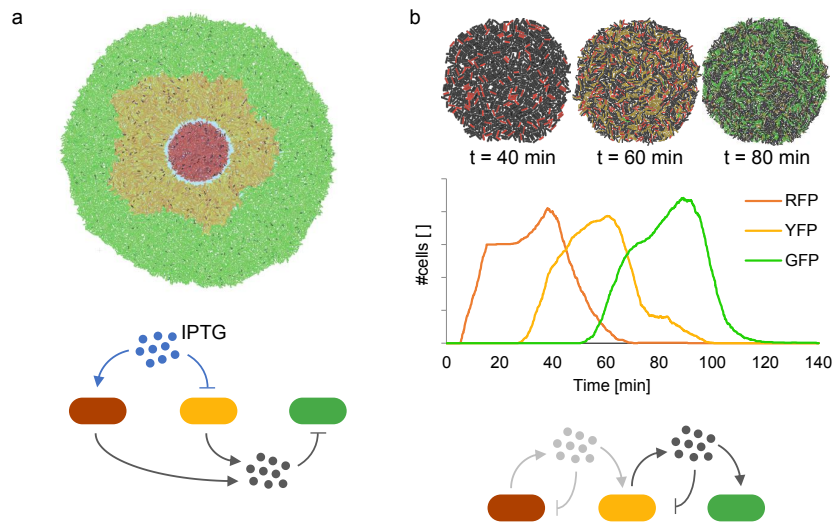 a
IPTG
b
t = 40 min
t = 60 min
t = 80 min
#cells [ ]
RFP
YFP
GFP
0
20
40
60
80
100
120
140
Time [min]